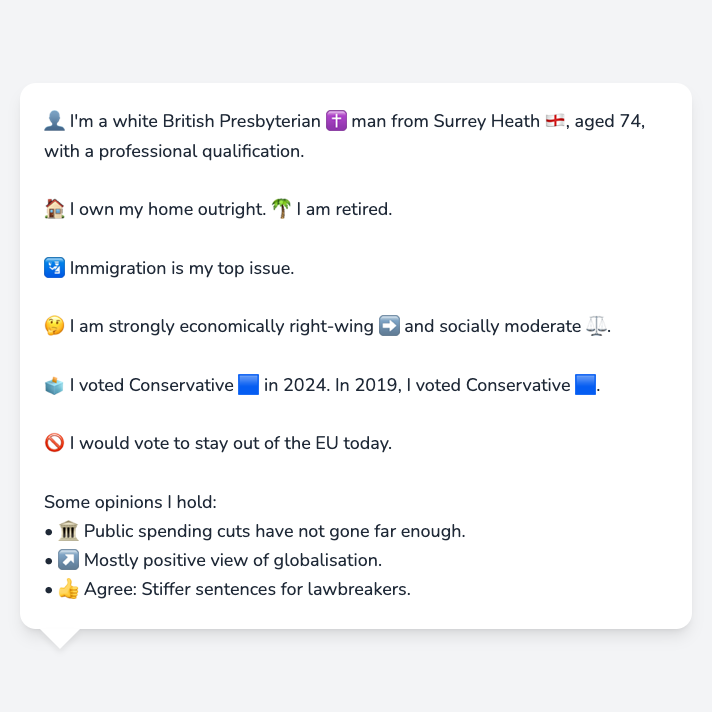 👤 I'm a white British Presbyterian ✝️ man from Surrey Heath 🏴󠁧󠁢󠁥󠁮󠁧󠁿, aged 74,
with a professional qualification.
🏠 I own my home outright. 🌴 I am retired.
🛂 Immigration is my top issue.
🤔 I am strongly economically right-wing ➡️ and socially moderate ⚖️.
🗳️ I voted Conservative 🟦 in 2024. In 2019, I voted Conservative 🟦.
🚫 I would vote to stay out of the EU today.
Some opinions I hold:
• 🏛️ Public spending cuts have not gone far enough.
• ↗️ Mostly positive view of globalisation.
• 👍 Agree: Stiffer sentences for lawbreakers.